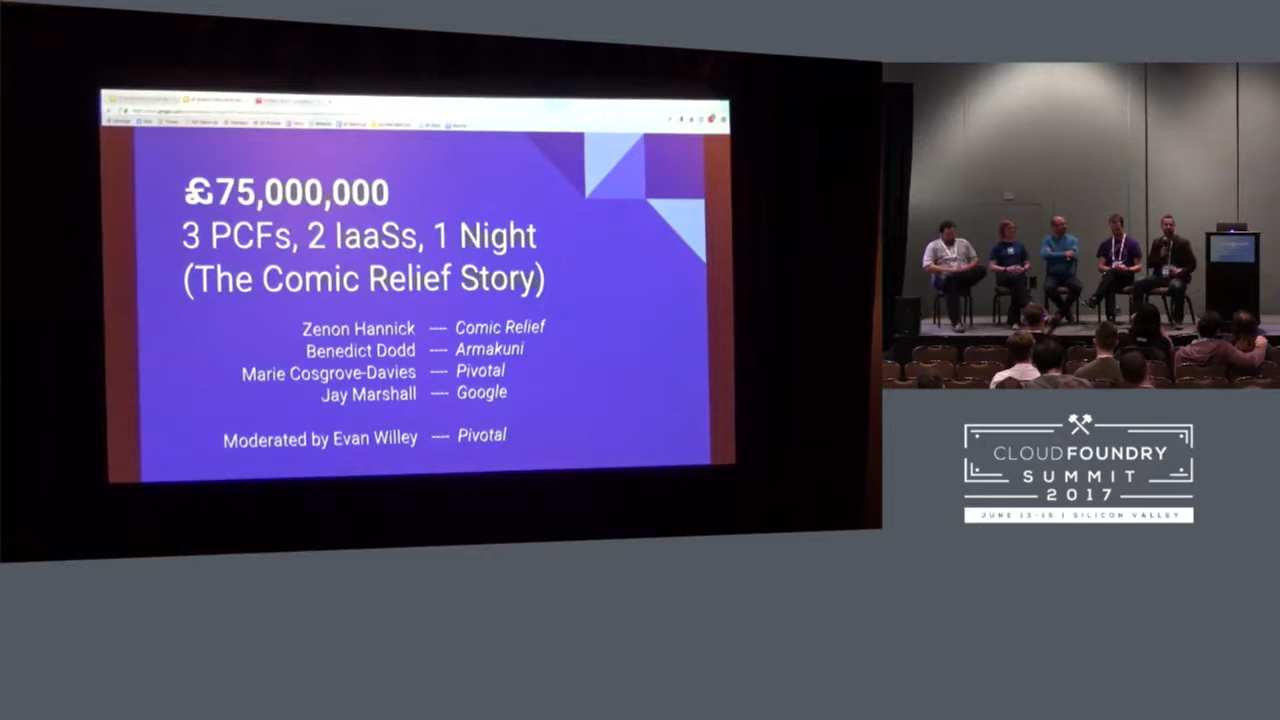 £75,000,000
3 PCFs, 2 IaaSs, 1 Night
(The Comic Relief Story)
Zenon Hannick --- Comic Relief
Benedict Dodd --- Armakuni
Marie Cosgrove-Davies --- Pivotal
Jay Marshall --- Google
Moderated by Evan Willey --- Pivotal
CLOUDFOUNDRY
SUMMIT
2017
JUNE 13-15 | SILICON VALLEY